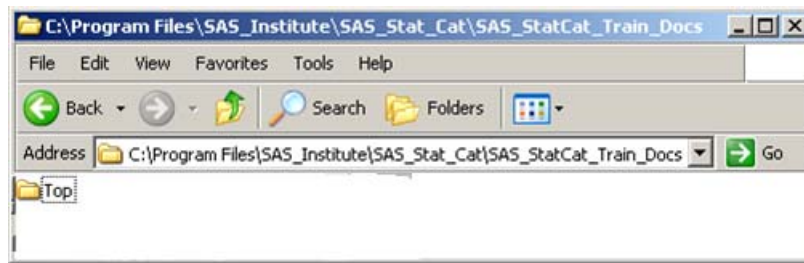 C:\Program Files\SAS_Institute\SAS_Stat_Cat\SAS_StatCat_Train_Docs
File Edit View Favorites Tools Help
Back Search Folders
Address C:\Program Files\SAS_Institute\SAS_Stat_Cat\SAS_StatCat_Train_Docs Go
Top